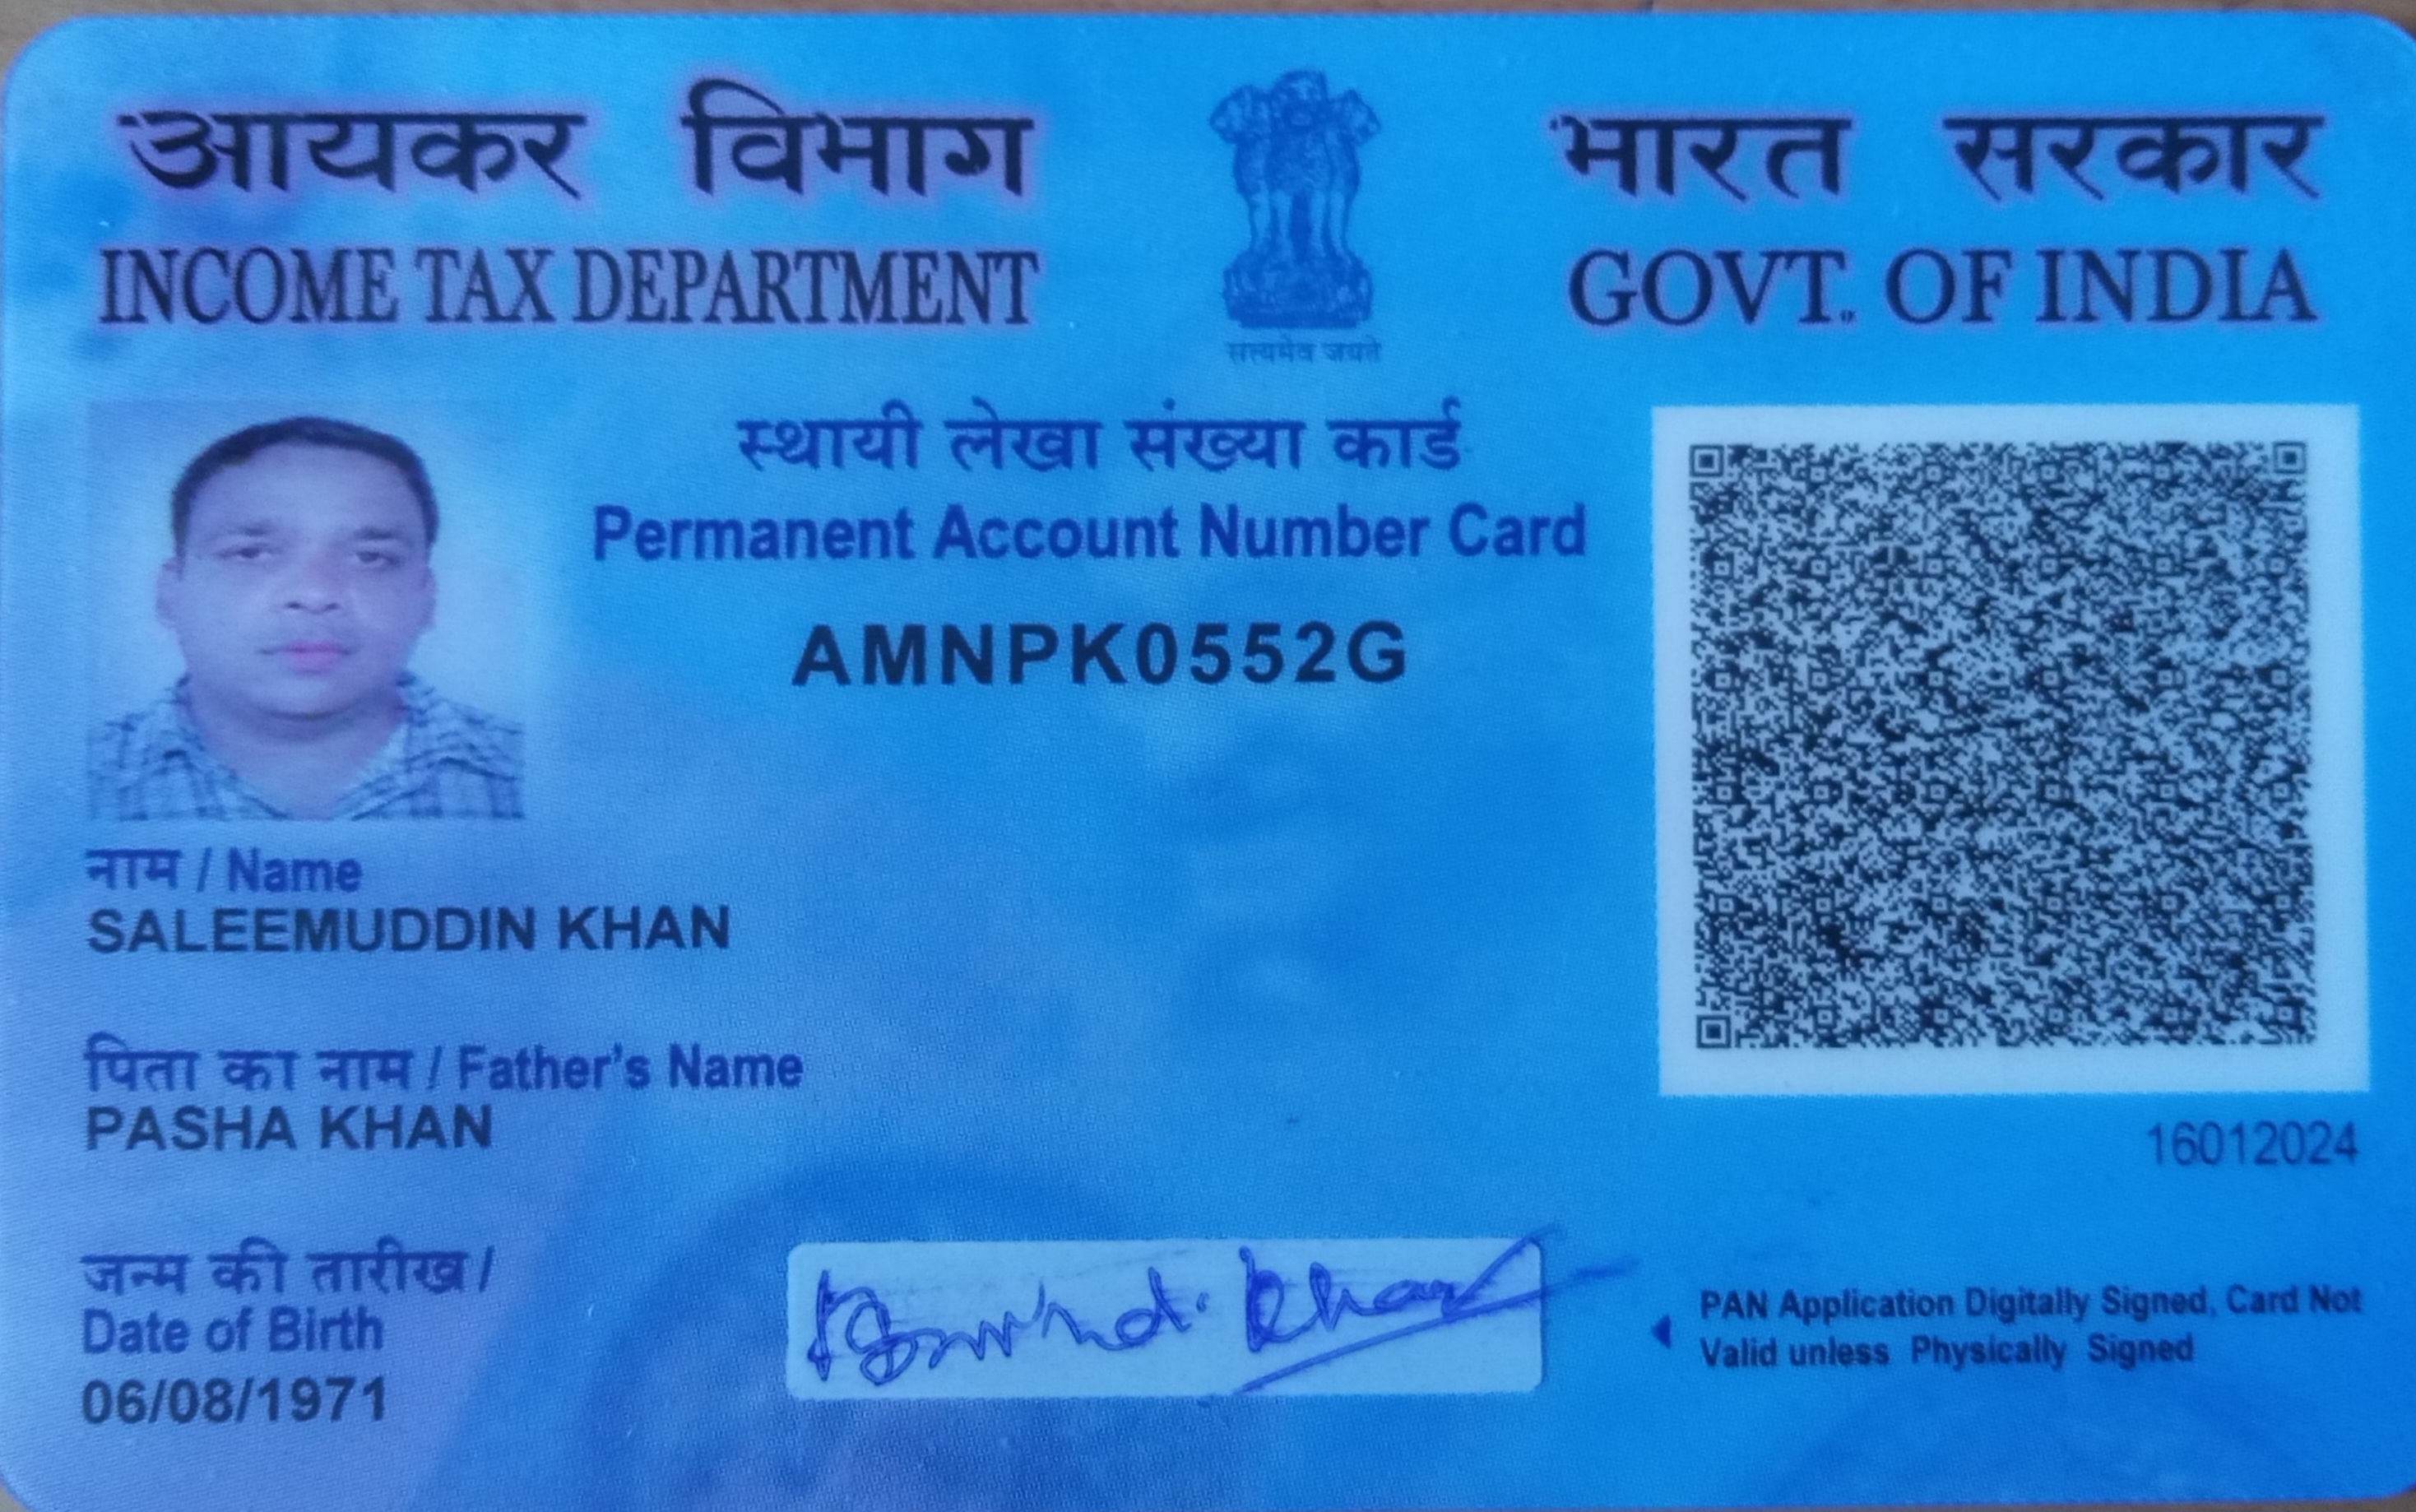 आयकर विभाग
INCOME TAX DEPARTMENT
सत्यमेव जयते
भारत सरकार
GOVT. OF INDIA
स्थायी लेखा संख्या कार्ड
Permanent Account Number Card
AMNPK0552G
नाम / Name
SALEEMUDDIN KHAN
पिता का नाम / Father's Name
PASHA KHAN
16012024
जन्म की तारीख /
Date of Birth
06/08/1971
Khan
PAN Application Digitally Signed, Card Not
Valid unless Physically Signed